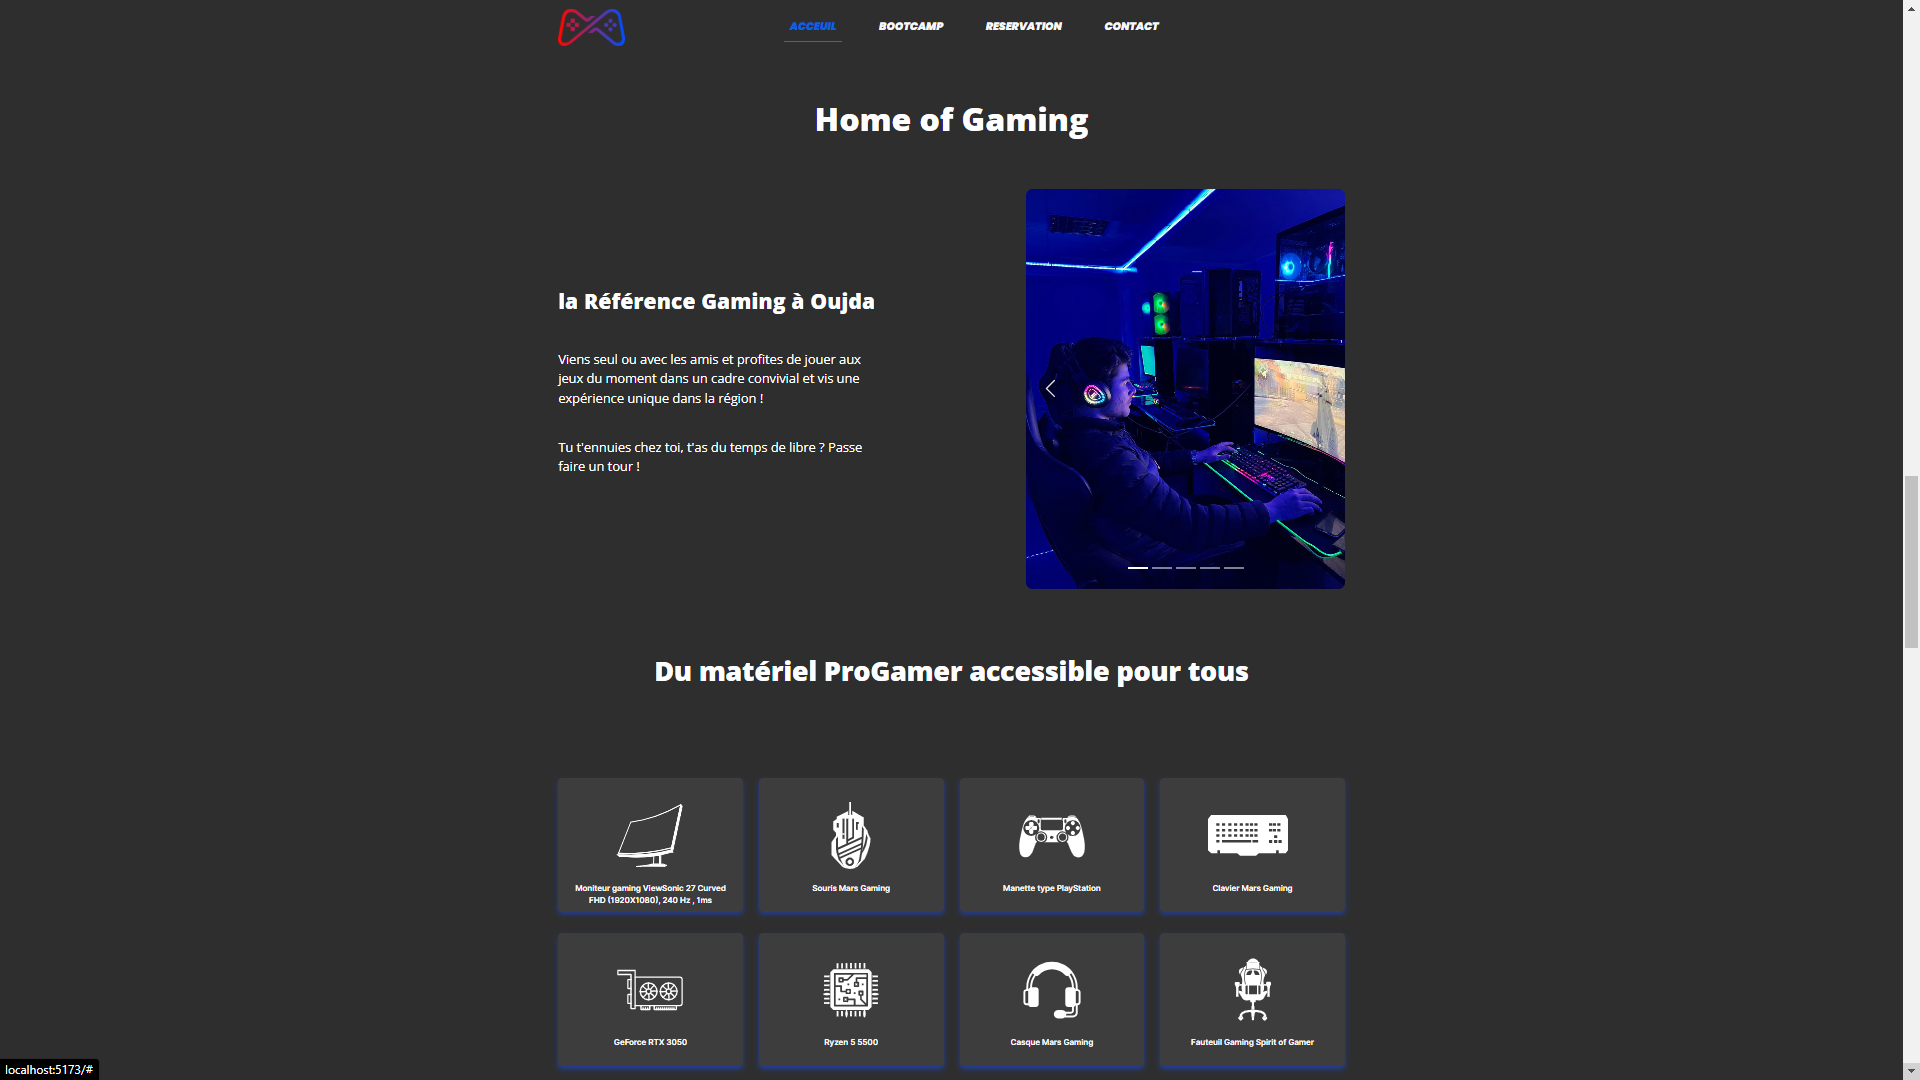 ACCEUIL BOOTCAMP RESERVATION CONTACT
Home of Gaming
la Référence Gaming à Oujda
Viens seul ou avec les amis et profites de jouer aux
jeux du moment dans un cadre convivial et vis une
expérience unique dans la région !
Tu t'ennuies chez toi, t'as du temps de libre ? Passe
faire un tour !
Du matériel ProGamer accessible pour tous
Moniteur gaming ViewSonic 27 Curved
FHD (1920X1080), 240 Hz , 1ms
Souris Mars Gaming
Manette type PlayStation
Clavier Mars Gaming
GeForce RTX 3050
Ryzen 5 5500
Casque Mars Gaming
Fauteuil Gaming Spirit of Gamer
localhost:5173/#